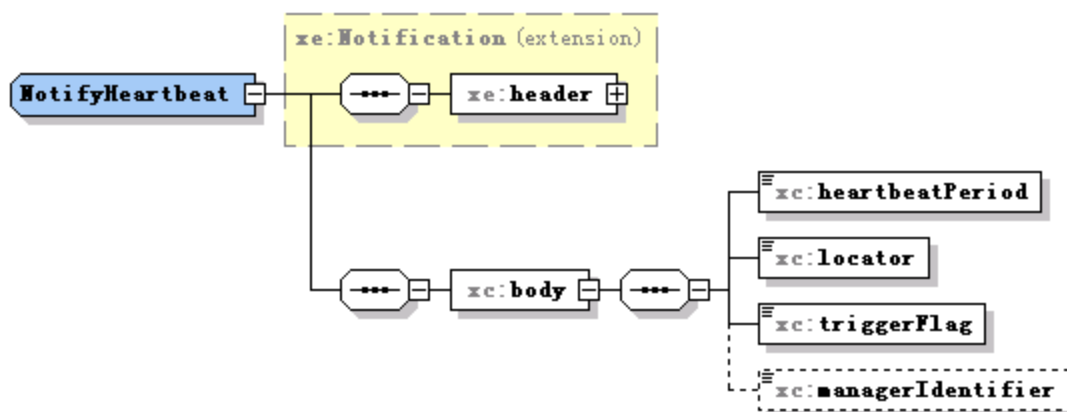 xe:Notification (extension)
NotifyHeartbeat
xe:header
xc:heartbeatPeriod
xc:locator
xc:body
xc:triggerFlag
xc:managerIdentifier